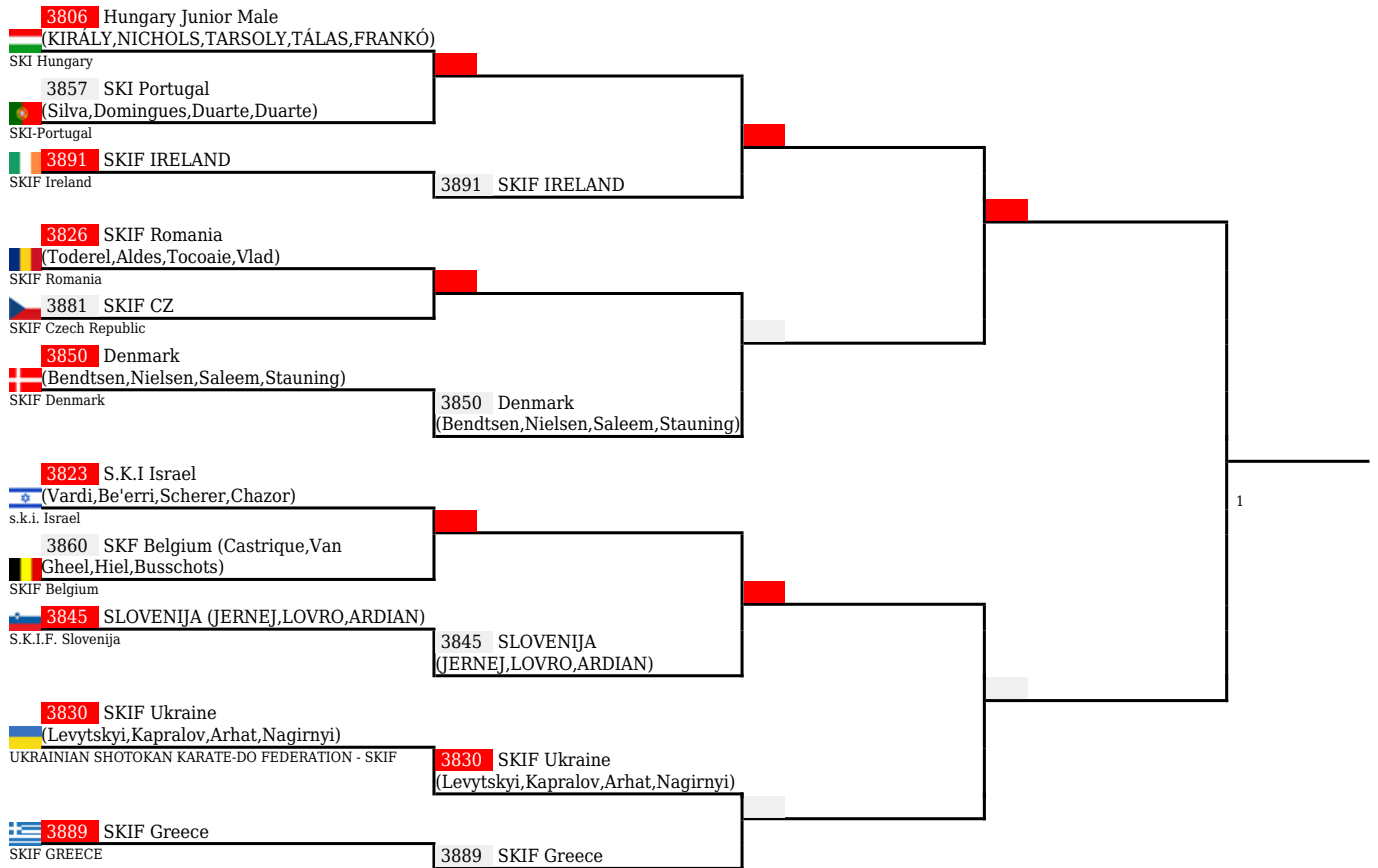 3806 Hungary Junior Male
(KIRÁLY,NICHOLS,TARSOLY,TÁLAS,FRANKÓ)
SKI Hungary
3857 SKI Portugal
(Silva,Domingues,Duarte,Duarte)
SKI-Portugal
3891 SKIF IRELAND
SKIF Ireland
3891 SKIF IRELAND
3826 SKIF Romania
(Toderel,Aldes,Tocoaie,Vlad)
SKIF Romania
3881 SKIF CZ
SKIF Czech Republic
3850 Denmark
(Bendtsen,Nielsen,Saleem,Stauning)
SKIF Denmark
3850 Denmark
(Bendtsen,Nielsen,Saleem,Stauning)
3823 S.K.I Israel
(Vardi,Be'erri,Scherer,Chazor)
s.k.i. Israel
1
3860 SKF Belgium (Castrique,Van
Gheel,Hiel,Busschots)
SKIF Belgium
3845 SLOVENIJA (JERNEJ,LOVRO,ARDIAN)
S.K.I.F. Slovenija
3845 SLOVENIJA
(JERNEJ,LOVRO,ARDIAN)
3830 SKIF Ukraine
(Levytskyi,Kapralov,Arhat,Nagirnyi)
UKRAINIAN SHOTOKAN KARATE-DO FEDERATION - SKIF
3830 SKIF Ukraine
(Levytskyi,Kapralov,Arhat,Nagirnyi)
3889 SKIF Greece
SKIF GREECE
3889 SKIF Greece